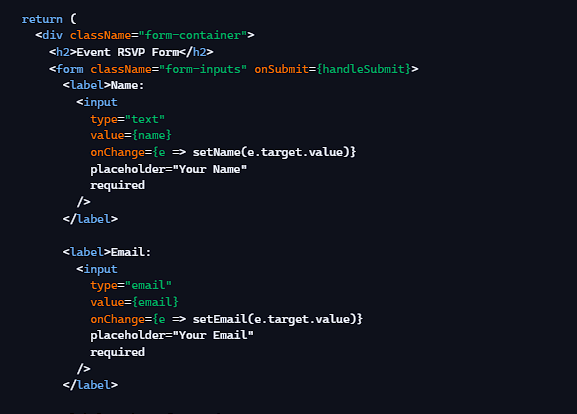 return (
<div className="form-container">
<h2>Event RSVP Form</h2>
<form className="form-inputs" onSubmit={handleSubmit}>
<label>Name:
<input
type="text"
value={name}
onChange={e => setName(e.target.value)}
placeholder="Your Name"
required
/>
</label>
<label>Email:
<input
type="email"
value={email}
onChange={e => setEmail(e.target.value)}
placeholder="Your Email"
required
/>
</label>